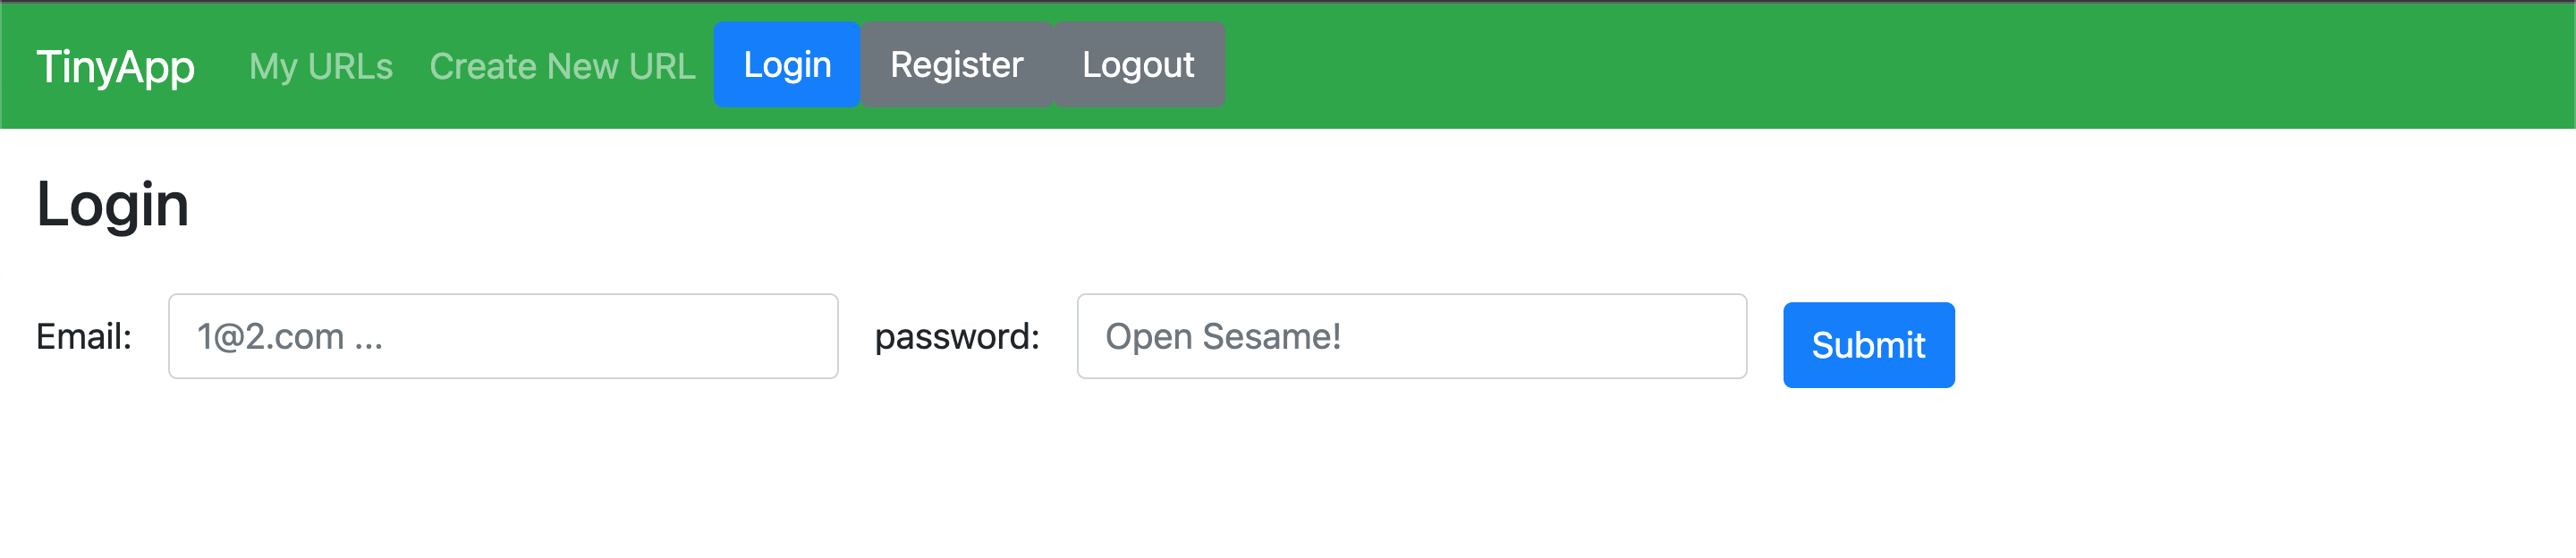 TinyApp My URLs Create New URL Login Register Logout
Login
Email: 1@2.com ... password: Open Sesame! Submit